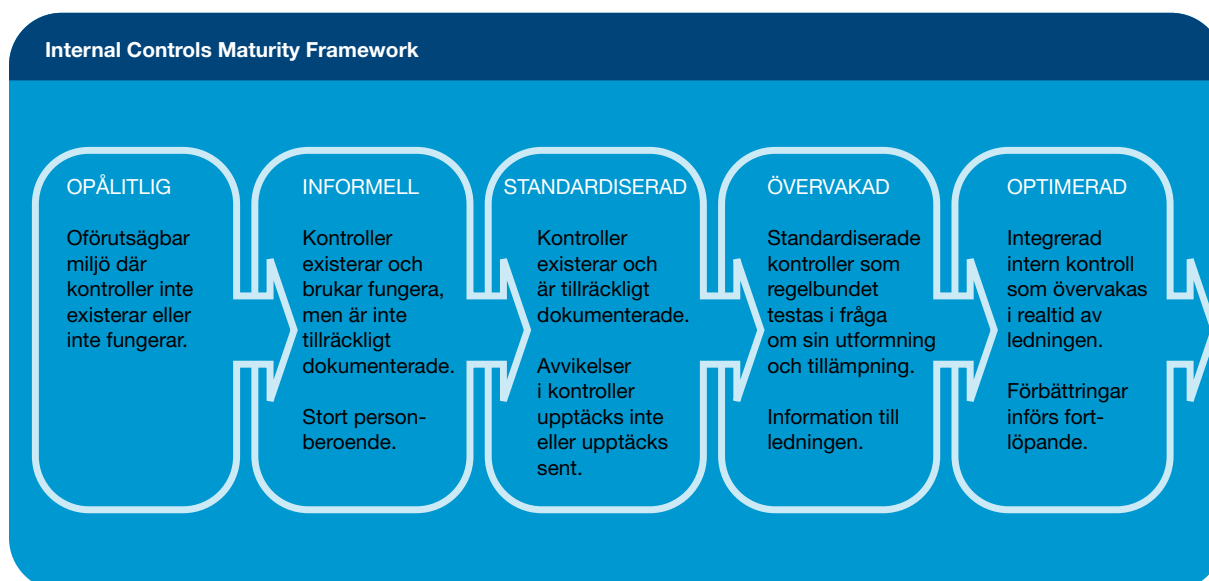 Internal Controls Maturity Framework
OPÅLITLIG
Oförutsägbar
miljö där
kontroller inte
existerar eller
inte fungerar.
INFORMELL
Kontroller
existerar och
brukar fungera,
men är inte
tillräckligt
dokumenterade.
Stort person-
beroende.
STANDARDISERAD
Kontroller
existerar och
är tillräckligt
dokumenterade.
Avvikelser
i kontroller
upptäcks inte
eller upptäcks
sent.
ÖVERVAKAD
Standardiserade
kontroller som
regelbundet
testas i fråga
om sin utformning
och tillämpning.
Information till
ledningen.
OPTIMERAD
Integrerad
intern kontroll
som övervakas
i realtid av
ledningen.
Förbättringar
införs fort-
löpande.